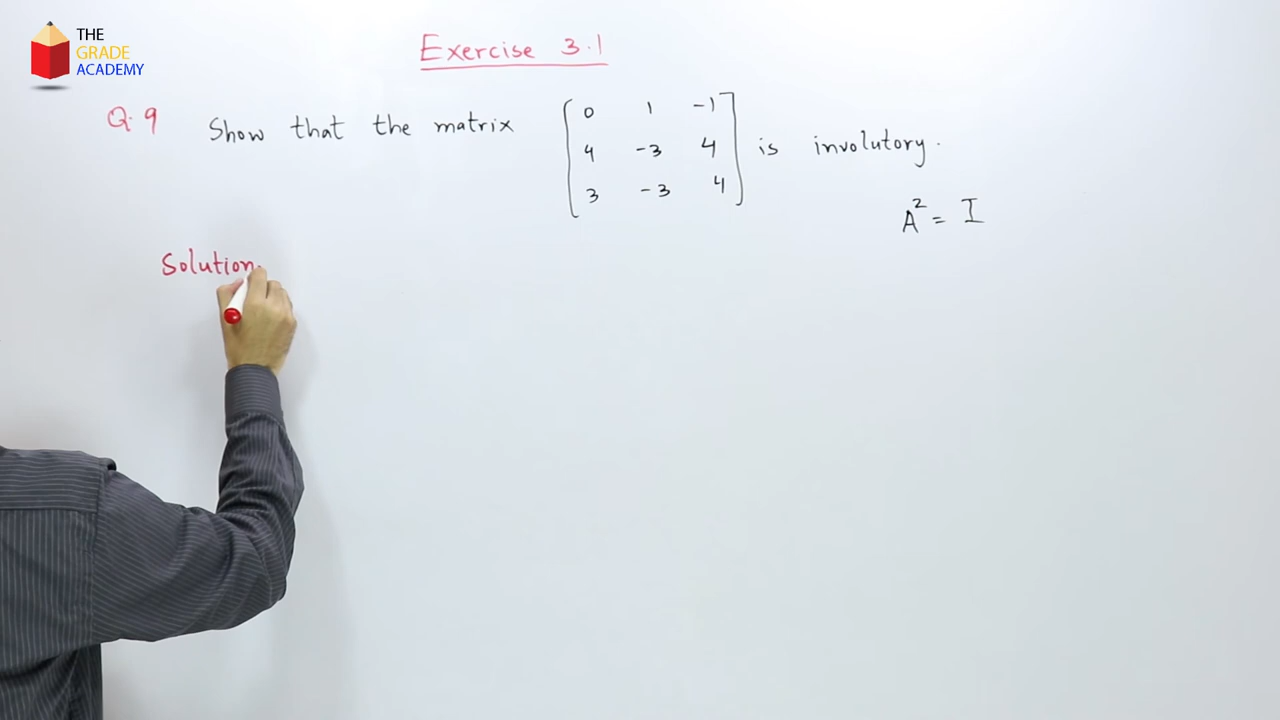 THE
GRADE
ACADEMY
Exercise 3.1
Q.9 Show that the matrix [0 1 -1
4 -3 4
3 -3 4] is involutory.
A² = I
Solution.